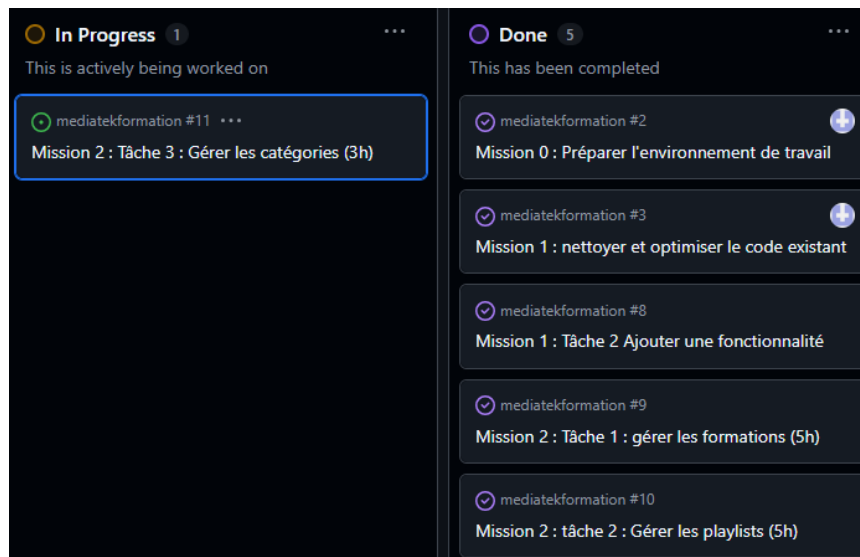 In Progress 1 ...
This is actively being worked on
mediatekformation #11 ...
Mission 2 : Tâche 3 : Gérer les catégories (3h)
Done 5 ...
This has been completed
mediatekformation #2
Mission 0 : Préparer l'environnement de travail
mediatekformation #3
Mission 1 : nettoyer et optimiser le code existant
mediatekformation #8
Mission 1 : Tâche 2 Ajouter une fonctionnalité
mediatekformation #9
Mission 2 : Tâche 1 : gérer les formations (5h)
mediatekformation #10
Mission 2 : tâche 2 : Gérer les playlists (5h)